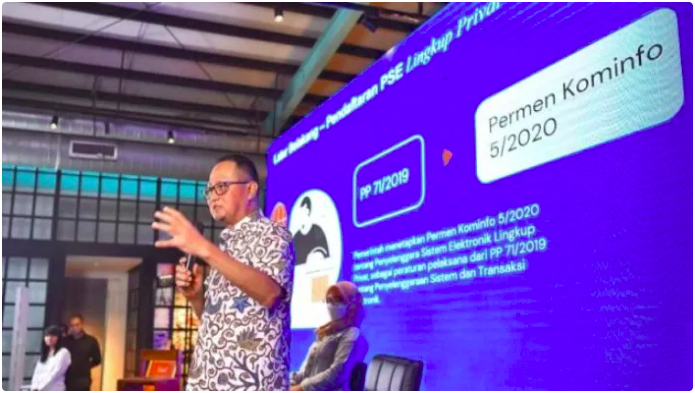 Latar Belakang – Pendaftaran PSE Lingkup Privat
PP 71/2019
Permen Kominfo
5/2020
Pemerintah menetapkan Permen Kominfo 5/2020
tentang Penyelenggara Sistem Elektronik Lingkup
Privat, sebagai peraturan pelaksana dari PP 71/2019
tentang Penyelenggaraan Sistem dan Transaksi